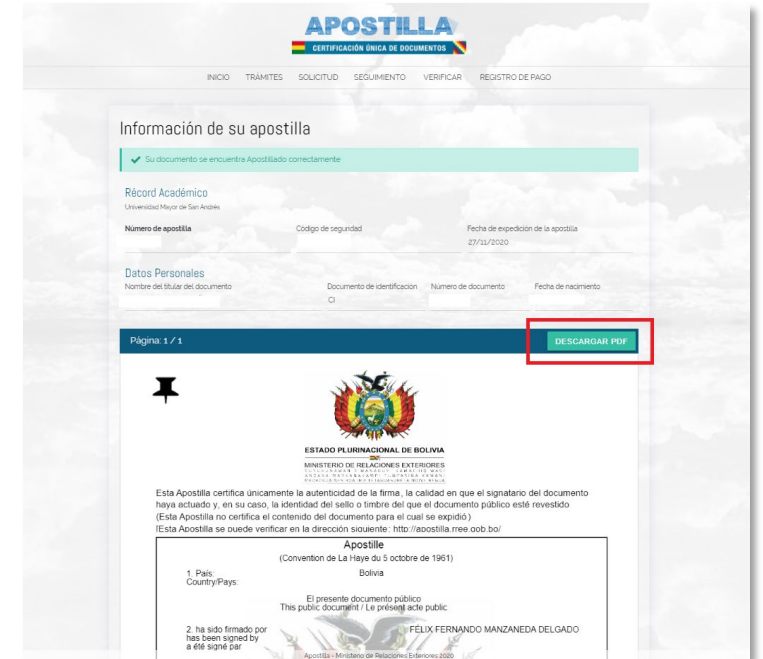 APOSTILLA
CERTIFICACIÓN ÚNICA DE DOCUMENTOS
INICIO TRÁMITES SOLICITUD SEGUIMIENTO VERIFICAR REGISTRO DE PAGO
Información de su apostilla
Su documento se encuentra Apostillado correctamente
Récord Académico
Universidad Mayor de San Andrés
Número de apostilla Código de seguridad Fecha de expedición de la apostilla
27/11/2020
Datos Personales
Nombre del titular del documento Documento de identificación Número de documento Fecha de nacimiento
CI
Página: 1 / 1 DESCARGAR PDF
ESTADO PLURINACIONAL DE BOLIVIA
MINISTERIO DE RELACIONES EXTERIORES
Esta Apostilla certifica únicamente la autenticidad de la firma, la calidad en que el signatario del documento
haya actuado y, en su caso, la identidad del sello o timbre del que el documento público esté revestido
(Esta Apostilla no certifica el contenido del documento para el cual se expidió)
[Esta Apostilla se puede verificar en la dirección siguiente: http://apostilla.rree.gob.bo/
Apostille
(Convention de La Haye du 5 octobre de 1961)
1. País: Bolivia
Country/Pays:
El presente documento público
This public document / Le présent acte public
2. ha sido firmado por FÉLIX FERNANDO MANZANEDA DELGADO
has been signed by
a été signé par
Apostilla - Ministerio de Relaciones Exteriores 2020